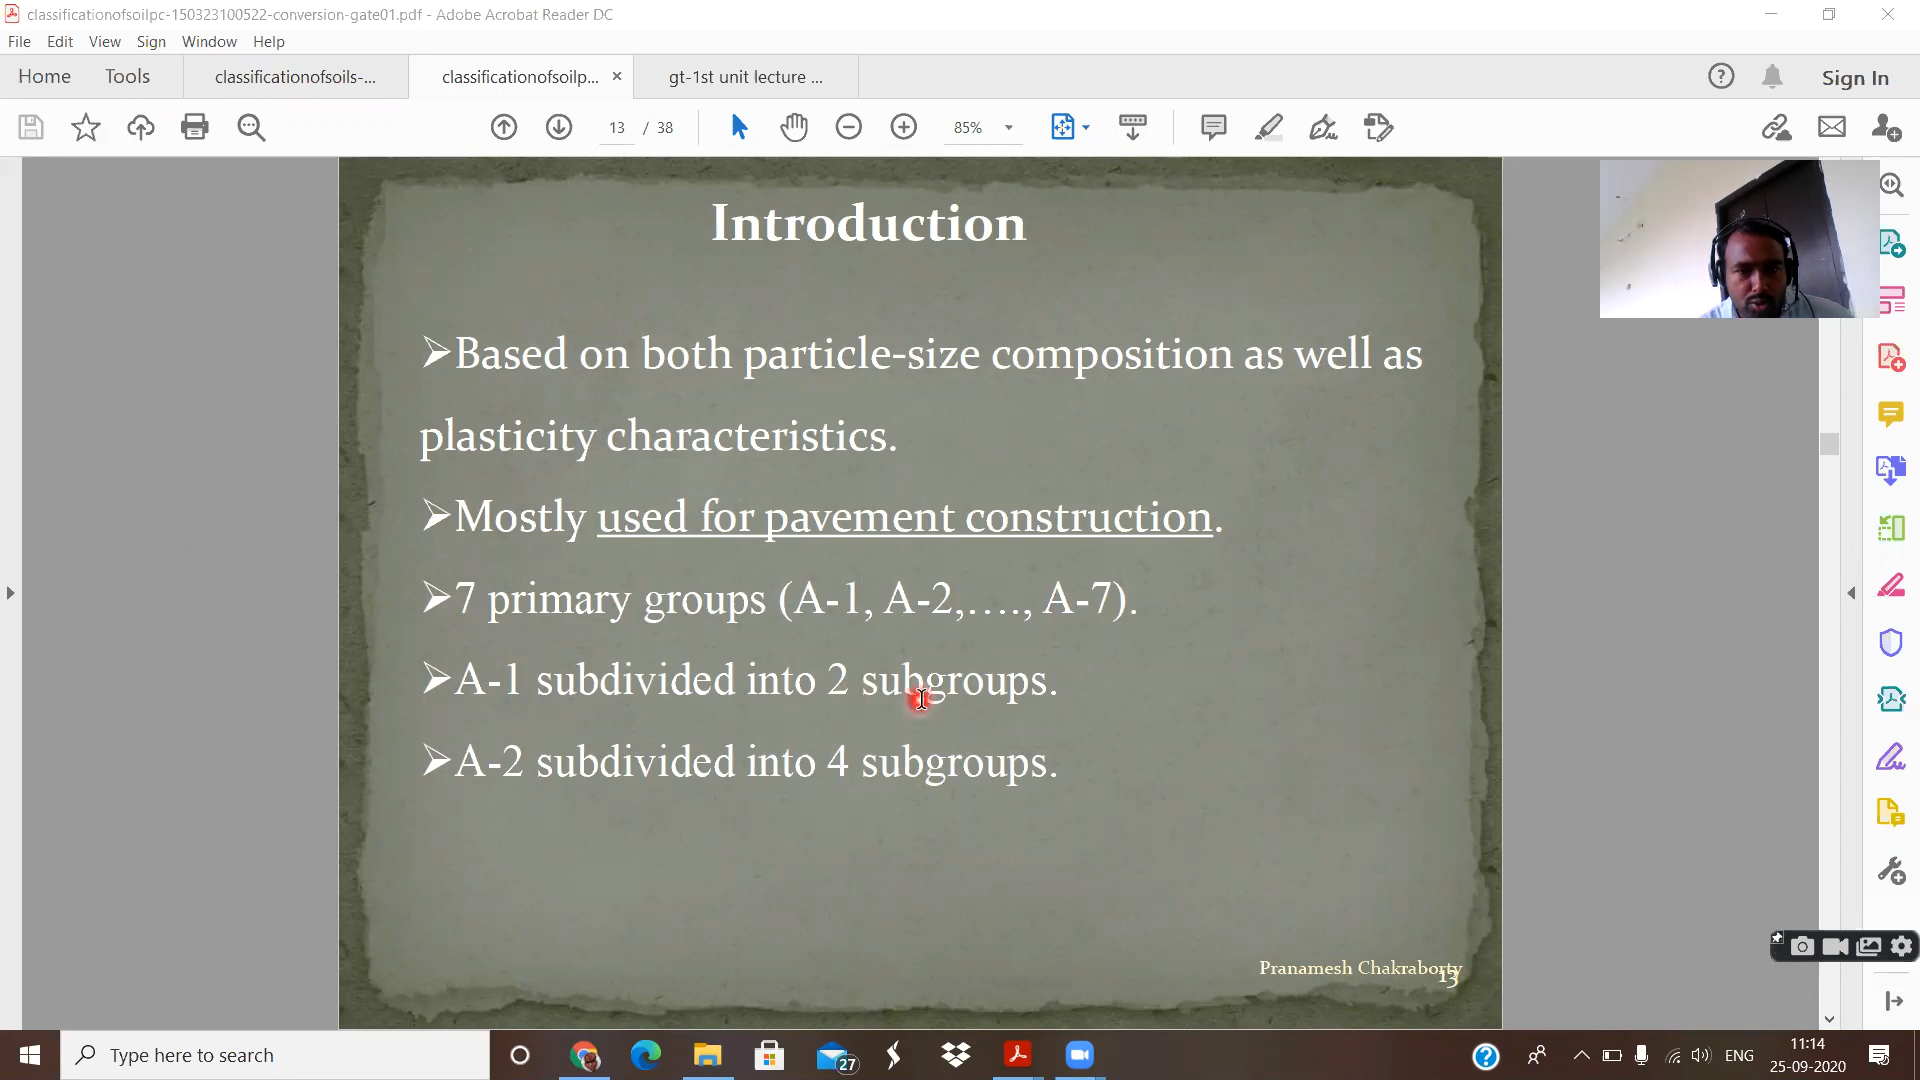 classificationofsoilpc-150323100522-conversion-gate01.pdf - Adobe Acrobat Reader DC
File Edit View Sign Window Help
Home Tools classificationofsoils-... classificationofsoilp... × gt-1st unit lecture ... ? Sign In
13 / 38 85%
Introduction
➢Based on both particle-size composition as well as
plasticity characteristics.
➢Mostly used for pavement construction.
➢7 primary groups (A-1, A-2,…., A-7).
➢A-1 subdivided into 2 subgroups.
➢A-2 subdivided into 4 subgroups.
Pranamesh Chakraborty
13
Type here to search
27
ENG
11:14
25-09-2020